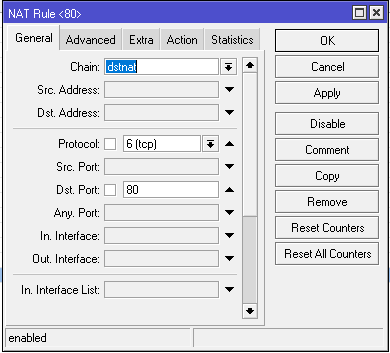 NAT Rule <80>
General
Advanced
Extra
Action
Statistics
Chain: dstnat
Src. Address:
Dst. Address:
Protocol: 6 (tcp)
Src. Port:
Dst. Port: 80
Any. Port:
In. Interface:
Out. Interface:
In. Interface List:
OK
Cancel
Apply
Disable
Comment
Copy
Remove
Reset Counters
Reset All Counters
enabled